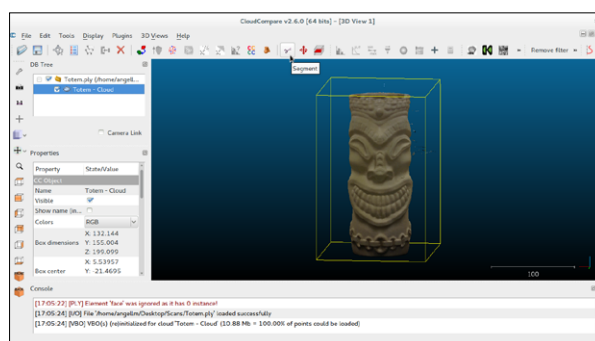 CloudCompare v2.6.0 [64 bits] - [3D View 1]
File Edit Tools Display Plugins 3D Views Help
Remove filter
Segment
DB Tree
Totem.ply (/home/angell...
Totem - Cloud
Camera Link
Properties
Property State/Value
CC Object
Name Totem - Cloud
Visible
Show name (in...
Colors RGB
X: 132.144
Box dimensions Y: 155.004
Z: 199.099
X: 5.53957
Box center Y: -21.4695
100
Console
[17:05:22] [PLY] Element 'face' was ignored as it has 0 instance!
[17:05:24] [I/O] File '/home/angellm/Desktop/Scans/Totem.ply' loaded successfully
[17:05:24] [VBO] VBO(s) (re)initialized for cloud 'Totem - Cloud' (10.88 Mb = 100.00% of points could be loaded)